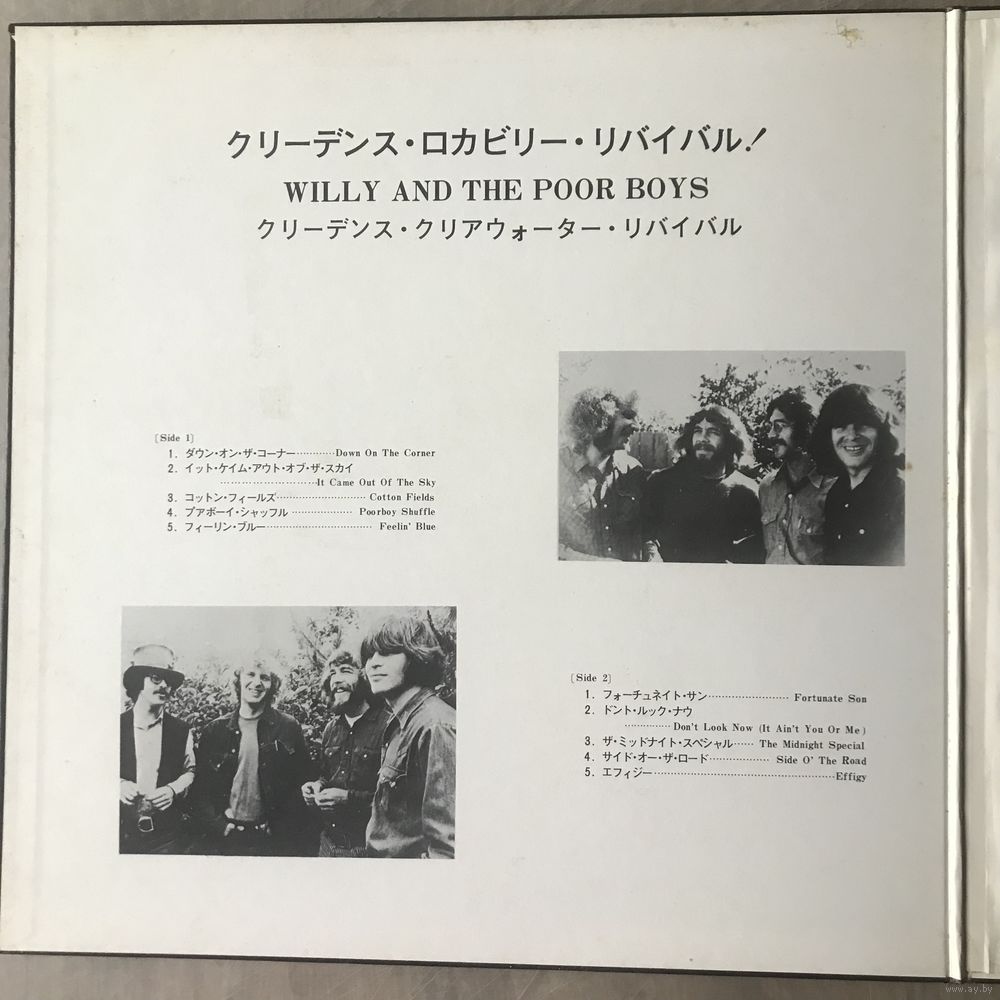 クリーデンス・ロカビリー・リバイバル!
WILLY AND THE POOR BOYS
クリーデンス・クリアウォーター・リバイバル
[Side 1]
1. ダウン・オン・ザ・コーナー…………Down On The Corner
2. イット・ケイム・アウト・オブ・ザ・スカイ
………………………It Came Out Of The Sky
3. コットン・フィールズ………………………Cotton Fields
4. プアボーイ・シャッフル………………Poorboy Shuffle
5. フィーリン・ブルー……………………………Feelin' Blue
[Side 2]
1. フォーチュネイト・サン……………………Fortunate Son
2. ドント・ルック・ナウ
……………Don't Look Now (It Ain't You Or Me)
3. ザ・ミッドナイト・スペシャル……The Midnight Special
4. サイド・オー・ザ・ロード………………Side O' The Road
5. エフィジー……………………………………………Effigy
www.ay.by